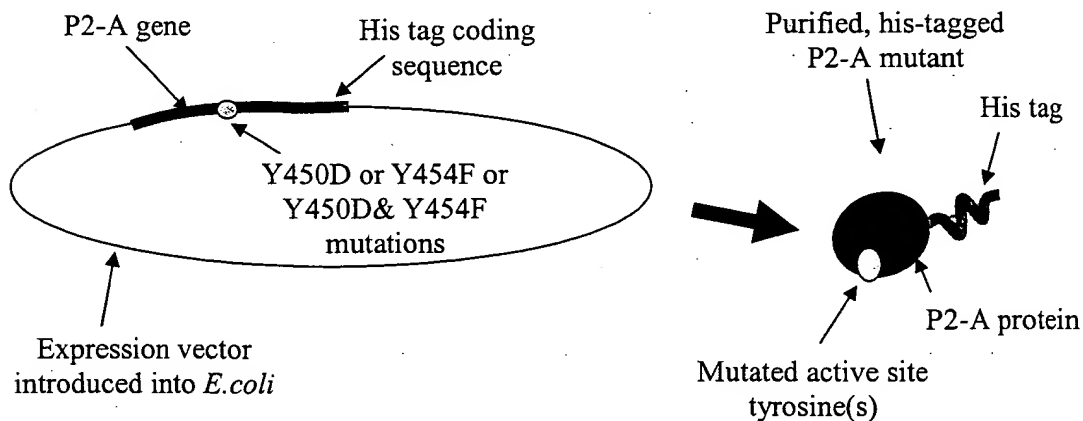 P2-A gene
His tag coding
sequence
Y450D or Y454F or
Y450D& Y454F
mutations
Expression vector
introduced into E.coli
Purified, his-tagged
P2-A mutant
His tag
P2-A protein
Mutated active site
tyrosine(s)